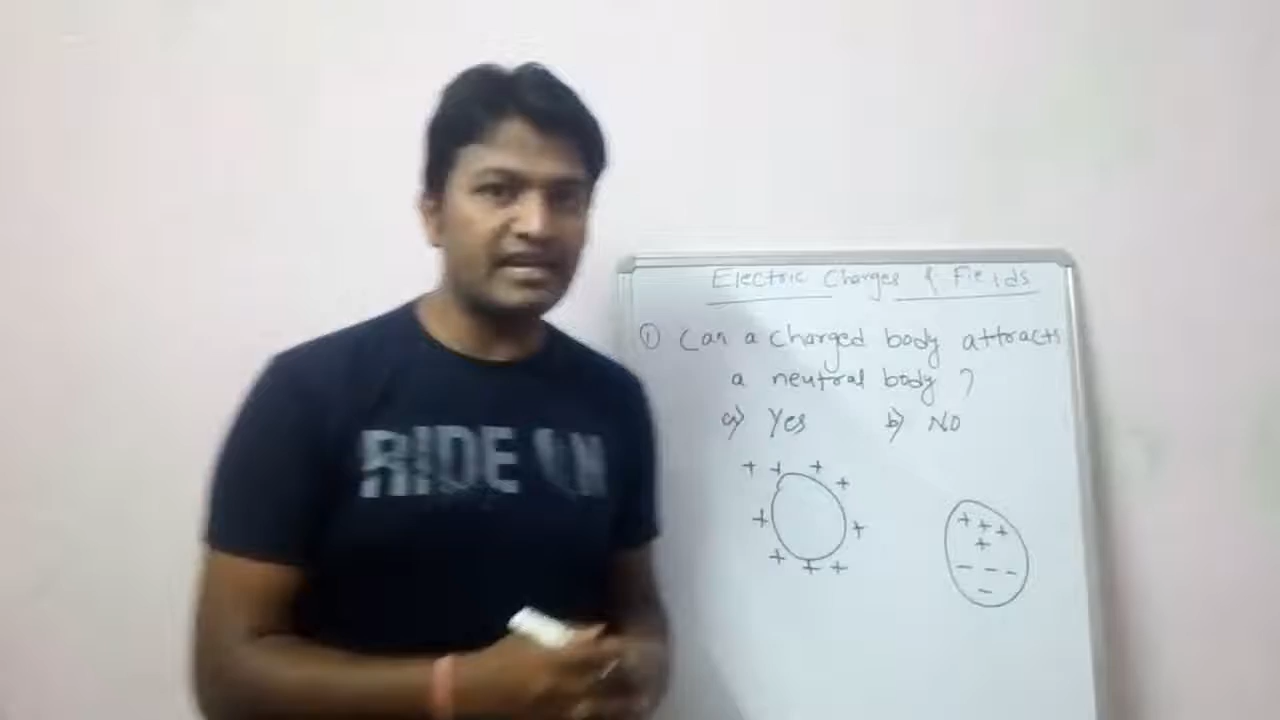 Electric Charges & Fields
① Can a charged body attracts
a neutral body ?
a) Yes b) No
+ + + +
+ +
+ + +
+ + +
+
- - -
-
RIDE ON